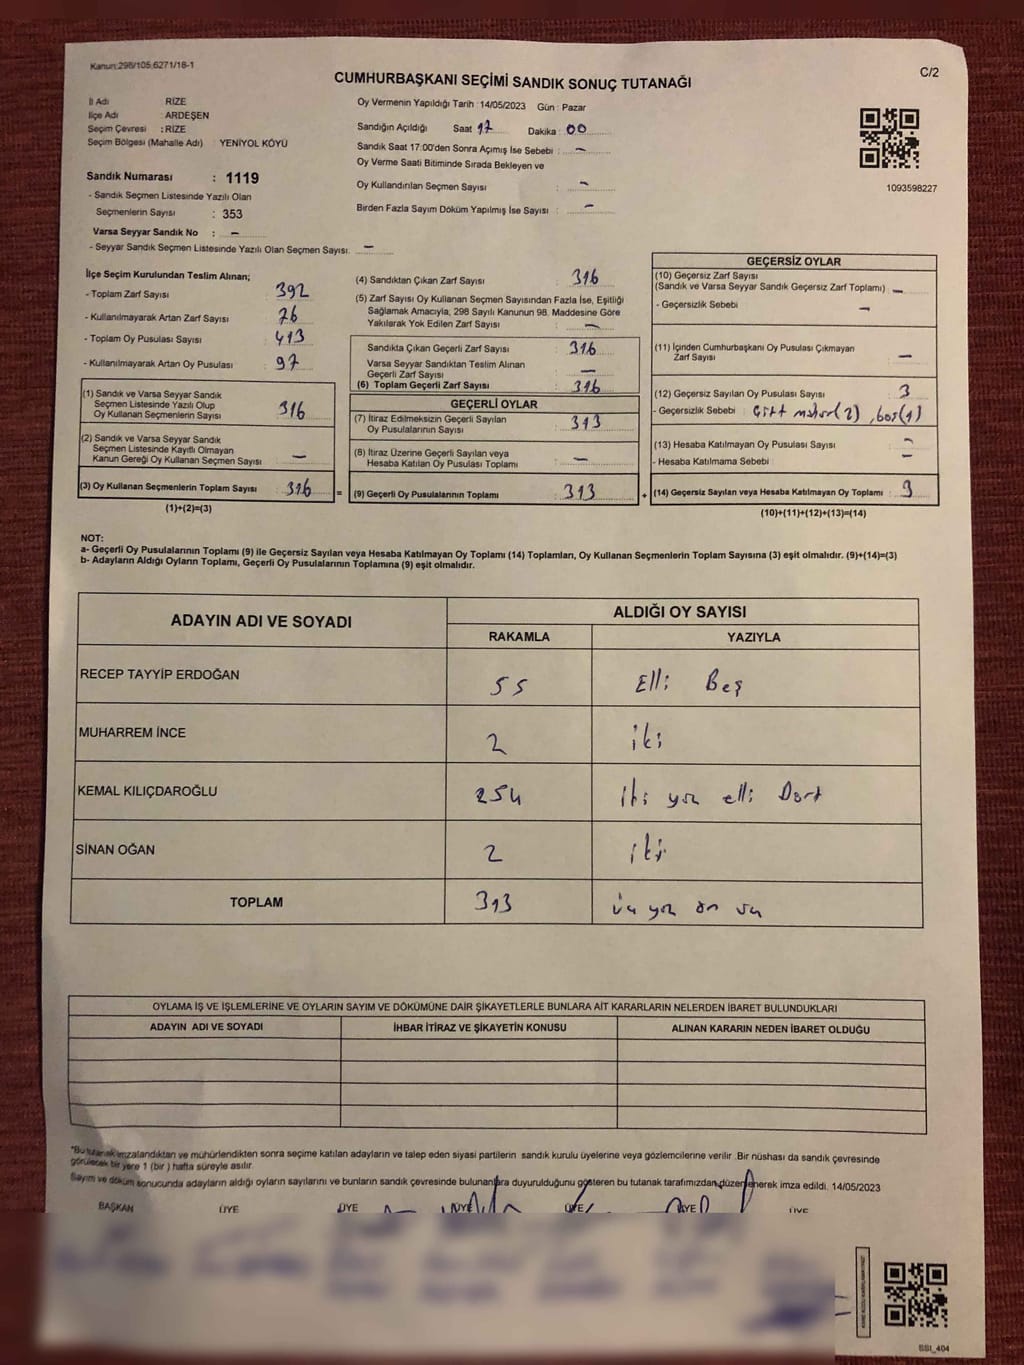 Kanun:298/105;6271/18-1
C/2
CUMHURBAŞKANI SEÇİMİ SANDIK SONUÇ TUTANAĞI
İl Adı RİZE
İlçe Adı ARDEŞEN
Seçim Çevresi : RİZE
Seçim Bölgesi (Mahalle Adı) : YENİYOL KÖYÜ
Sandık Numarası : 1119
- Sandık Seçmen Listesinde Yazılı Olan
Seçmenlerin Sayısı : 353
Varsa Seyyar Sandık No : –
- Seyyar Sandık Seçmen Listesinde Yazılı Olan Seçmen Sayısı: –
Oy Vermenin Yapıldığı Tarih : 14/05/2023 Gün : Pazar
Sandığın Açıldığı Saat 17 Dakika : 00
Sandık Saat 17:00'den Sonra Açımış İse Sebebi : –
Oy Verme Saati Bitiminde Sırada Bekleyen ve
Oy Kullandırılan Seçmen Sayısı : –
Birden Fazla Sayım Döküm Yapılmış İse Sayısı : –
1093598227
İlçe Seçim Kurulundan Teslim Alınan;
- Toplam Zarf Sayısı : 392
- Kullanılmayarak Artan Zarf Sayısı : 76
- Toplam Oy Pusulası Sayısı : 413
- Kullanılmayarak Artan Oy Pusulası : 97
(1) Sandık ve Varsa Seyyar Sandık
Seçmen Listesinde Yazılı Olup
Oy Kullanan Seçmenlerin Sayısı : 316
(2) Sandık ve Varsa Seyyar Sandık
Seçmen Listesinde Kayıtlı Olmayan
Kanun Gereği Oy Kullanan Seçmen Sayısı : –
(3) Oy Kullanan Seçmenlerin Toplam Sayısı : 316
(1)+(2)=(3)
(4) Sandıktan Çıkan Zarf Sayısı : 316
(5) Zarf Sayısı Oy Kullanan Seçmen Sayısından Fazla İse, Eşitliği
Sağlamak Amacıyla, 298 Sayılı Kanunun 98. Maddesine Göre
Yakılarak Yok Edilen Zarf Sayısı : –
Sandıkta Çıkan Geçerli Zarf Sayısı : 316
Varsa Seyyar Sandıktan Teslim Alınan
Geçerli Zarf Sayısı : –
(6) Toplam Geçerli Zarf Sayısı : 316
GEÇERLİ OYLAR
(7) İtiraz Edilmeksizin Geçerli Sayılan
Oy Pusulalarının Sayısı : 313
(8) İtiraz Üzerine Geçerli Sayılan veya
Hesaba Katılan Oy Pusulası Toplamı : –
= (9) Geçerli Oy Pusulalarının Toplamı : 313
GEÇERSİZ OYLAR
(10) Geçersiz Zarf Sayısı
(Sandık ve Varsa Seyyar Sandık Geçersiz Zarf Toplamı) : –
- Geçersizlik Sebebi : –
(11) İçinden Cumhurbaşkanı Oy Pusulası Çıkmayan
Zarf Sayısı : –
(12) Geçersiz Sayılan Oy Pusulası Sayısı : 3
- Geçersizlik Sebebi : Çift mühür(2), boş(1)
(13) Hesaba Katılmayan Oy Pusulası Sayısı : –
- Hesaba Katılmama Sebebi : –
+ (14) Geçersiz Sayılan veya Hesaba Katılmayan Oy Toplamı : 3
(10)+(11)+(12)+(13)=(14)
NOT:
a- Geçerli Oy Pusulalarının Toplamı (9) ile Geçersiz Sayılan veya Hesaba Katılmayan Oy Toplamı (14) Toplamları, Oy Kullanan Seçmenlerin Toplam Sayısına (3) eşit olmalıdır. (9)+(14)=(3)
b- Adayların Aldığı Oyların Toplamı, Geçerli Oy Pusulalarının Toplamına (9) eşit olmalıdır.
ADAYIN ADI VE SOYADI ALDIĞI OY SAYISI
RAKAMLA YAZIYLA
RECEP TAYYİP ERDOĞAN 55 Elli Beş
MUHARREM İNCE 2 iki
KEMAL KILIÇDAROĞLU 254 iki yüz elli Dört
SİNAN OĞAN 2 iki
TOPLAM 313 üç yüz on üç
OYLAMA İŞ VE İŞLEMLERİNE VE OYLARIN SAYIM VE DÖKÜMÜNE DAİR ŞİKAYETLERLE BUNLARA AİT KARARLARIN NELERDEN İBARET BULUNDUKLARI
ADAYIN ADI VE SOYADI İHBAR İTİRAZ VE ŞİKAYETİN KONUSU ALINAN KARARIN NEDEN İBARET OLDUĞU
*Bu tutanak imzalandıktan ve mühürlendikten sonra seçime katılan adayların ve talep eden siyasi partilerin sandık kurulu üyelerine veya gözlemcilerine verilir .Bir nüshası da sandık çevresinde
görülecek bir yere 1 (bir ) hafta süreyle asılır.
Sayım ve döküm sonucunda adayların aldığı oyların sayılarını ve bunların sandık çevresinde bulunanlara duyurulduğunu gösteren bu tutanak tarafımızdan düzenlenerek imza edildi. 14/05/2023
BAŞKAN ÜYE ÜYE ÜYE ÜYE ÜYE ÜYE
SSI_404